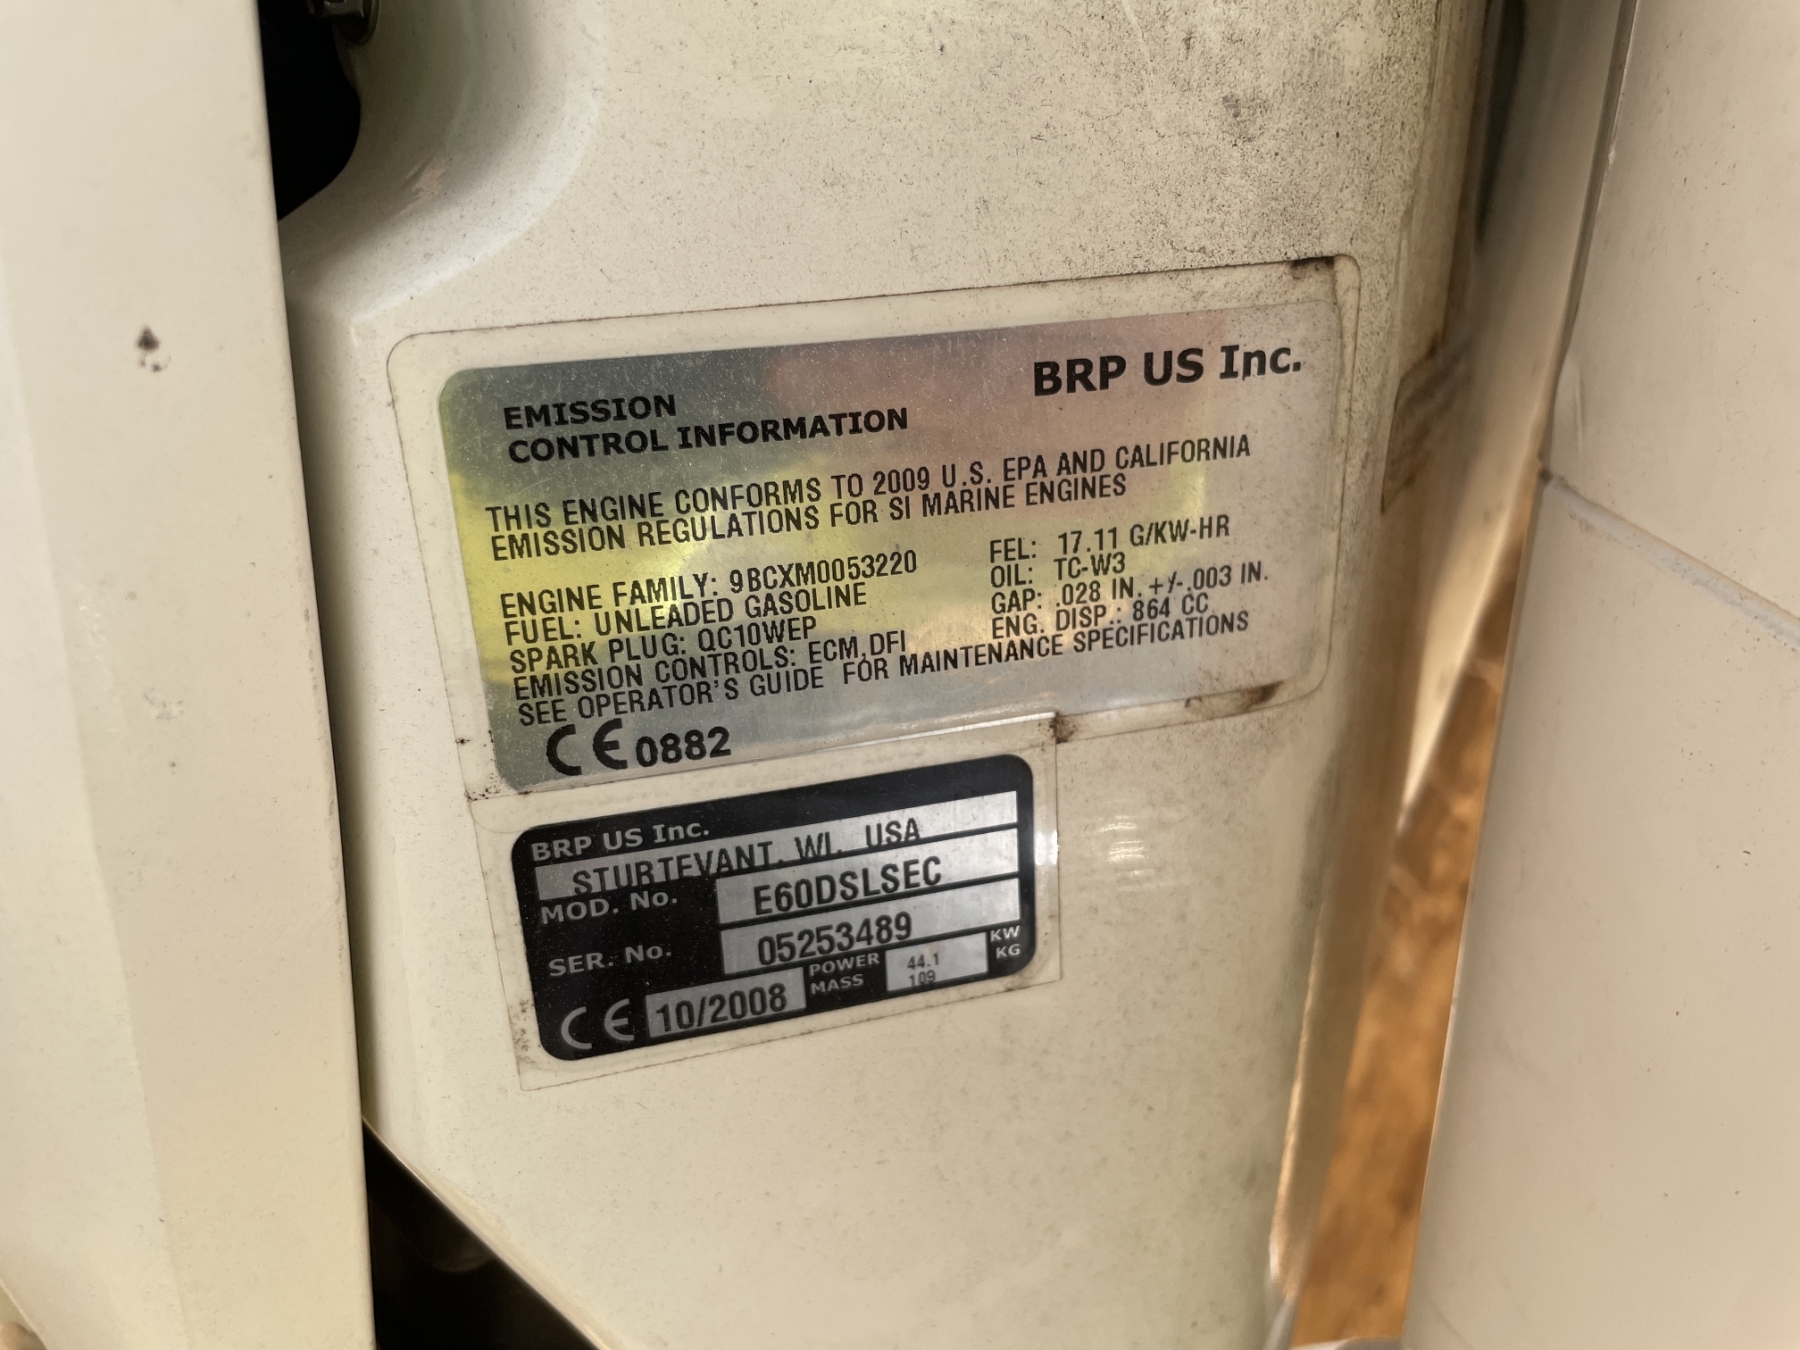 EMISSION
CONTROL INFORMATION
BRP US Inc.
THIS ENGINE CONFORMS TO 2009 U.S. EPA AND CALIFORNIA
EMISSION REGULATIONS FOR SI MARINE ENGINES
ENGINE FAMILY: 9BCXM0053220
FUEL: UNLEADED GASOLINE
SPARK PLUG: QC10WEP
EMISSION CONTROLS: ECM,DFI
FEL: 17.11 G/KW-HR
OIL: TC-W3
GAP: .028 IN. +/-.003 IN.
ENG. DISP.: 864 CC
SEE OPERATOR'S GUIDE FOR MAINTENANCE SPECIFICATIONS
CE 0882
BRP US Inc.
STURTEVANT, WI. USA
MOD. No. E60DSLSEC
SER. No. 05253489
CE 10/2008
POWER 44.1 KW
MASS 109 KG